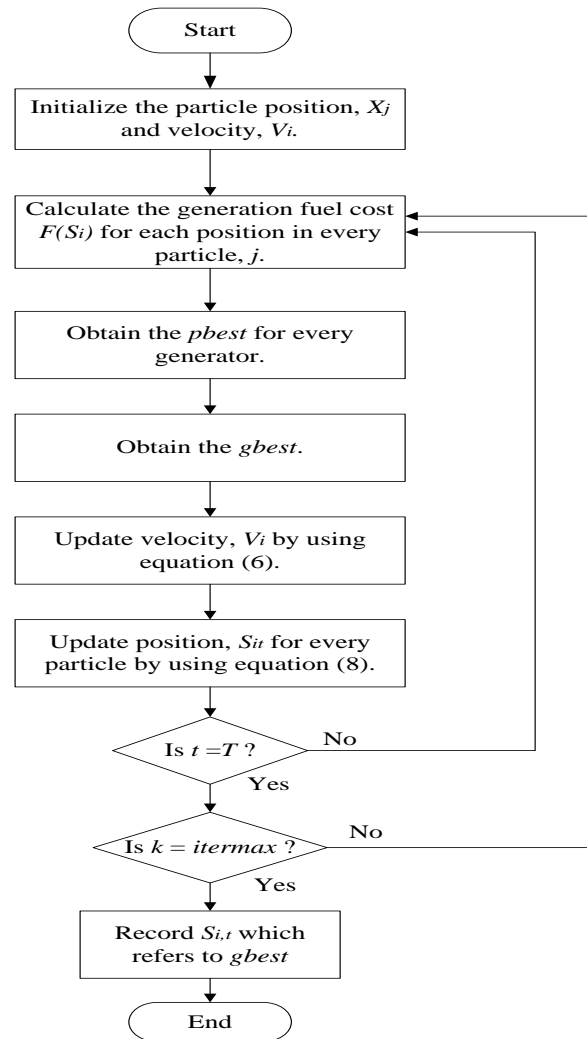 Start
Initialize the particle position, Xj
and velocity, Vi.
Calculate the generation fuel cost
F(Si) for each position in every
particle, j.
Obtain the pbest for every
generator.
Obtain the gbest.
Update velocity, Vi by using
equation (6).
Update position, Sit for every
particle by using equation (8).
Is t =T ?
No
Yes
Is k = itermax ?
No
Yes
Record Si,t which
refers to gbest
End